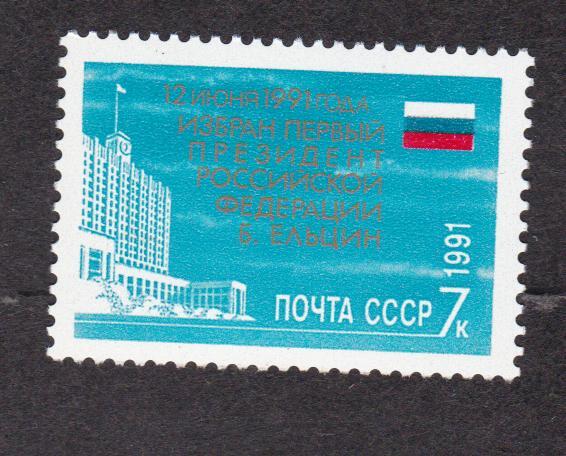 12 ИЮНЯ 1991 ГОДА
ИЗБРАН ПЕРВЫЙ
ПРЕЗИДЕНТ
РОССИЙСКОЙ
ФЕДЕРАЦИИ
Б. ЕЛЬЦИН
1991
ПОЧТА СССР 7к